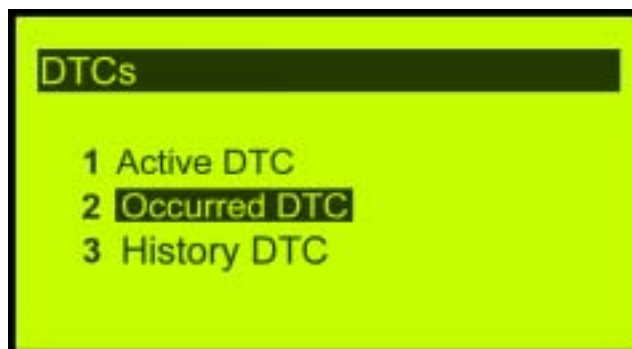 DTCs
1 Active DTC
2 Occurred DTC
3 History DTC